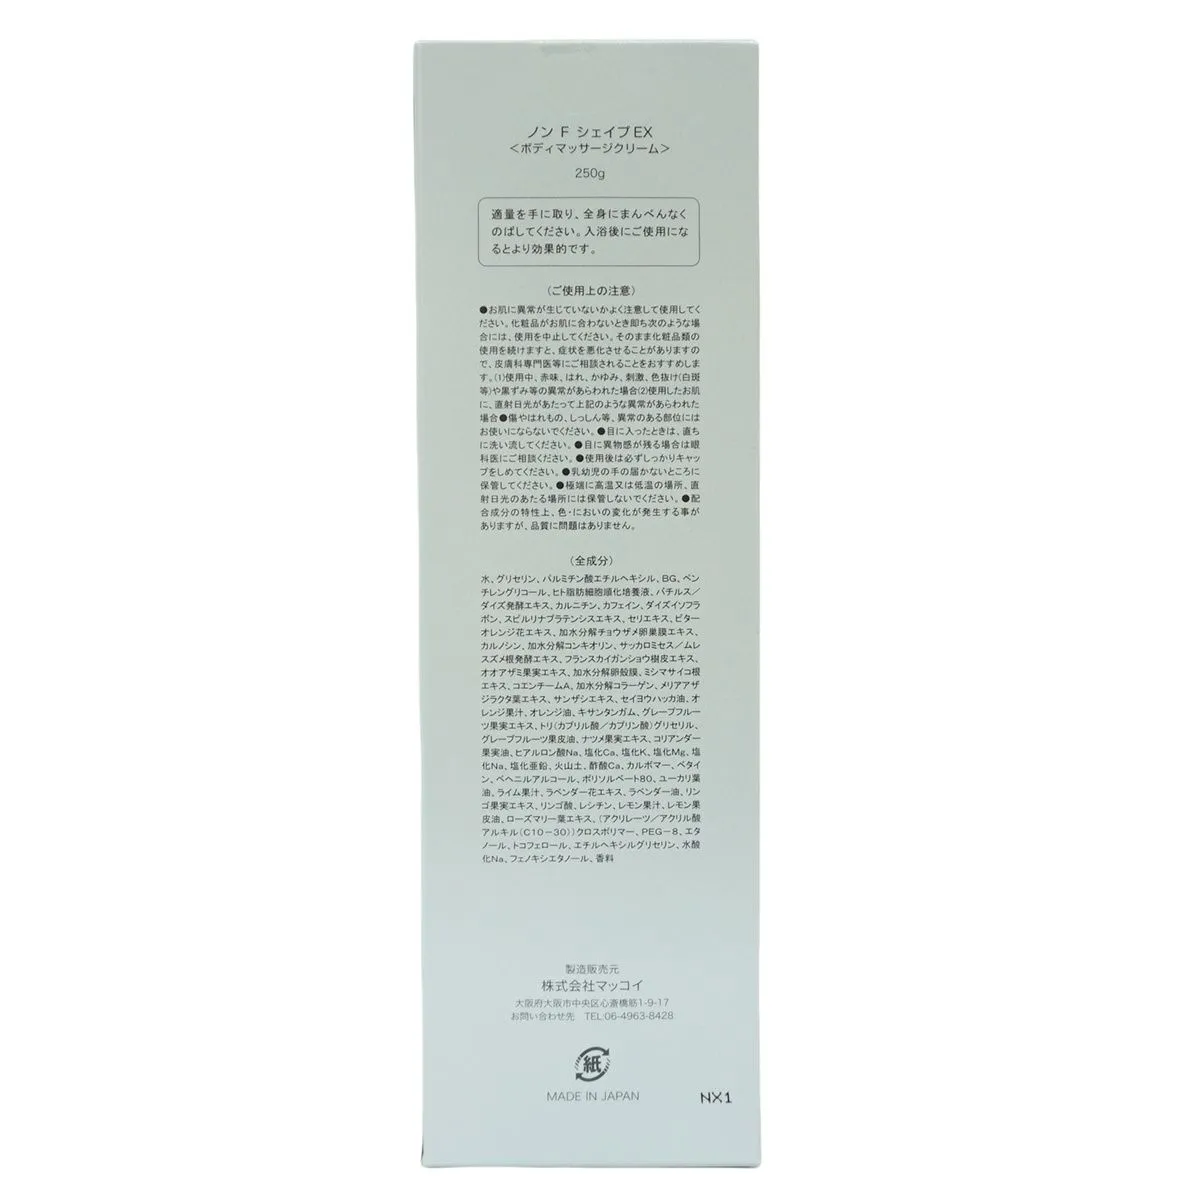 ノン F シェイプEX
＜ボディマッサージクリーム＞
250g
適量を手に取り、全身にまんべんなく
のばしてください。入浴後にご使用にな
るとより効果的です。
（ご使用上の注意）
●お肌に異常が生じていないかよく注意して使用してく
ださい。化粧品がお肌に合わないとき即ち次のような場
合には、使用を中止してください。そのまま化粧品類の
使用を続けますと、症状を悪化させることがありますの
で、皮膚科専門医等にご相談されることをおすすめしま
す。(1)使用中、赤味、はれ、かゆみ、刺激、色抜け(白斑
等)や黒ずみ等の異常があらわれた場合(2)使用したお肌
に、直射日光があたって上記のような異常があらわれた
場合●傷やはれもの、しっしん等、異常のある部位には
お使いにならないでください。●目に入ったときは、直ち
に洗い流してください。●目に異物感が残る場合は眼
科医にご相談ください。●使用後は必ずしっかりキャッ
プをしめてください。●乳幼児の手の届かないところに
保管してください。●極端に高温又は低温の場所、直
射日光のあたる場所には保管しないでください。●配
合成分の特性上、色・においの変化が発生する事が
ありますが、品質に問題はありません。
（全成分）
水、グリセリン、パルミチン酸エチルヘキシル、BG、ペン
チレングリコール、ヒト脂肪細胞順化培養液、バチルス／
ダイズ発酵エキス、カルニチン、カフェイン、ダイズイソフラ
ボン、スピルリナプラテンシスエキス、セリエキス、ビター
オレンジ花エキス、加水分解チョウザメ卵巣膜エキス、
カルノシン、加水分解コンキオリン、サッカロミセス／ムレ
スズメ根発酵エキス、フランスカイガンショウ樹皮エキス、
オオアザミ果実エキス、加水分解卵殻膜、ミシマサイコ根
エキス、コエンチームA、加水分解コラーゲン、メリアアザ
ジラクタ葉エキス、サンザシエキス、セイヨウハッカ油、オ
レンジ果汁、オレンジ油、キサンタンガム、グレープフルー
ツ果実エキス、トリ(カプリル酸／カプリン酸)グリセリル、
グレープフルーツ果皮油、ナツメ果実エキス、コリアンダー
果実油、ヒアルロン酸Na、塩化Ca、塩化K、塩化Mg、塩
化Na、塩化亜鉛、火山土、酢酸Ca、カルボマー、ベタイ
ン、ベヘニルアルコール、ポリソルベート80、ユーカリ葉
油、ライム果汁、ラベンダー花エキス、ラベンダー油、リン
ゴ果実エキス、リンゴ酸、レシチン、レモン果汁、レモン果
皮油、ローズマリー葉エキス、(アクリレーツ／アクリル酸
アルキル(C10－30))クロスポリマー、PEG－8、エタ
ノール、トコフェロール、エチルヘキシルグリセリン、水酸
化Na、フェノキシエタノール、香料
製造販売元
株式会社マッコイ
大阪府大阪市中央区心斎橋筋1-9-17
お問い合わせ先 TEL:06-4963-8428
紙
MADE IN JAPAN
NX1